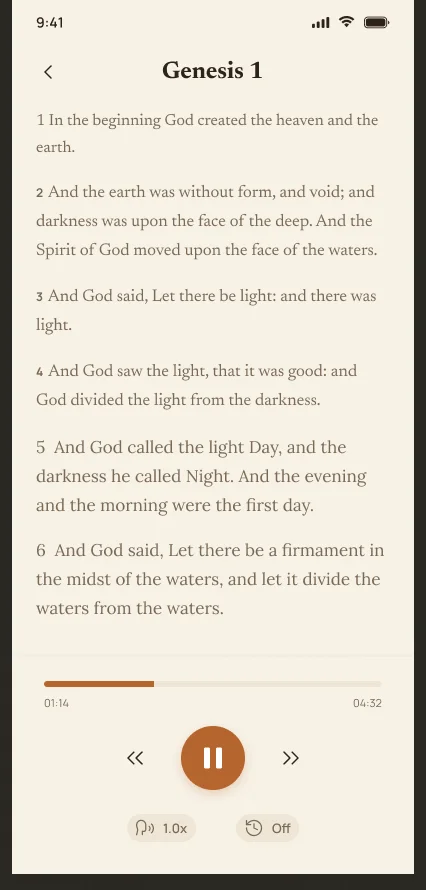 9:41
Genesis 1
1 In the beginning God created the heaven and the
earth.
2 And the earth was without form, and void; and
darkness was upon the face of the deep. And the
Spirit of God moved upon the face of the waters.
3 And God said, Let there be light: and there was
light.
4 And God saw the light, that it was good: and
God divided the light from the darkness.
5 And God called the light Day, and the
darkness he called Night. And the evening
and the morning were the first day.
6 And God said, Let there be a firmament in
the midst of the waters, and let it divide the
waters from the waters.
01:14 04:32
1.0x Off